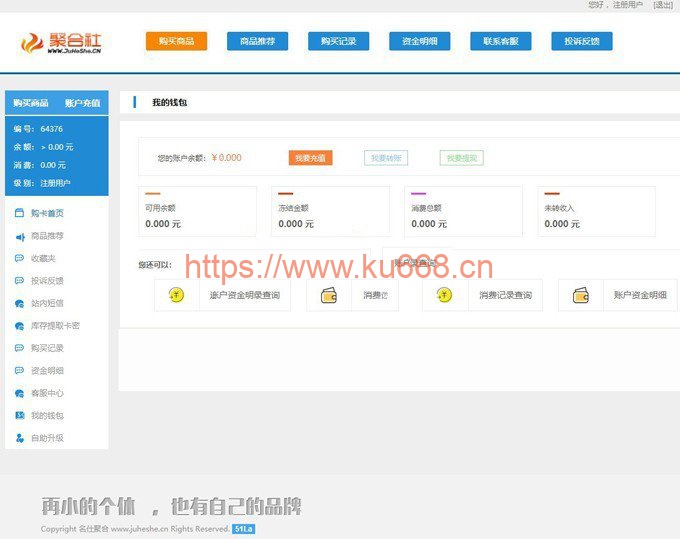 您好，注册用户 [退出]
聚合社
www.JuHeShe.CN
购买商品 商品推荐 购买记录 资金明细 联系客服 投诉反馈
购买商品 账户充值
编 号： 64376
余 额： > 0.00 元
消 费： 0.00 元
级 别： 注册用户
购卡首页
商品推荐
收藏夹
投诉反馈
站内短信
库存提取卡密
购买记录
资金明细
客服中心
我的钱包
自助升级
我的钱包
您的账户余额：￥0.000 我要充值 我要转账 我要提现
可用余额 冻结金额 消费总额 未转收入
0.000 元 0.000 元 0.000 元 0.000 元
您还可以：
https://www.ku668.cn
账户资金明录查询 消费 消费记录查询 账户资金明细
再小的个体 ，也有自己的品牌
Copyright 名仕聚合 www.juheshe.cn Rights Reserved. 51La